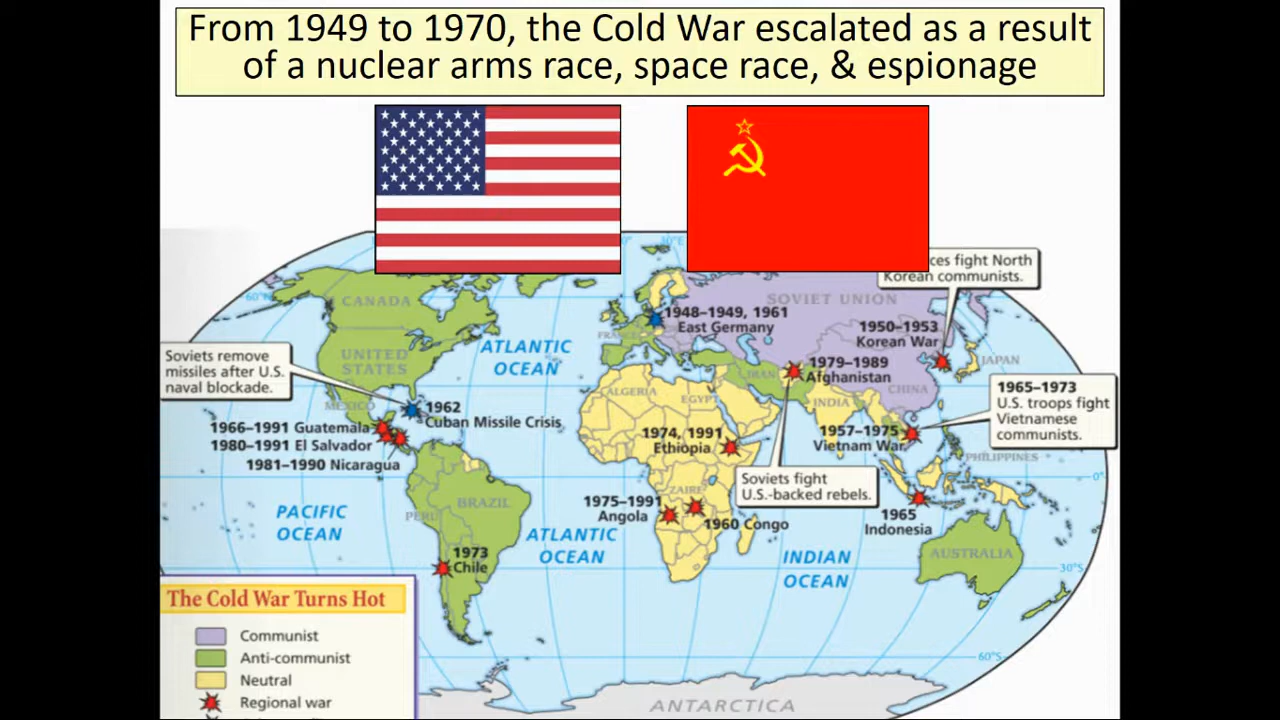 From 1949 to 1970, the Cold War escalated as a result
of a nuclear arms race, space race, & espionage
Korean communists.
fight North
60°N
CANADA
SOVIET UNION
1948–1949, 1961
East Germany
1950–1953
Korean War
ATLANTIC
OCEAN
UNITED
STATES
Soviets remove
missiles after U.S.
naval blockade.
JAPAN
IRAN
1979–1989
Afghanistan
CHINA
ALGERIA
EGYPT
INDIA
1965–1973
U.S. troops fight
Vietnamese
communists.
MEXICO
1962
Cuban Missile Crisis
1966–1991 Guatemala
1980–1991 El Salvador
1981–1990 Nicaragua
1974, 1991
Ethiopia
1957–1975
Vietnam War
PHILIPPINES
0°
Soviets fight
U.S.-backed rebels.
ZAIRE
BRAZIL
PERU
PACIFIC
OCEAN
1975–1991
Angola
1960 Congo
1965
Indonesia
ATLANTIC
OCEAN
INDIAN
OCEAN
AUSTRALIA
1973
Chile
30°S
The Cold War Turns Hot
Communist
Anti-communist
Neutral
Regional war
60°S
ANTARCTICA